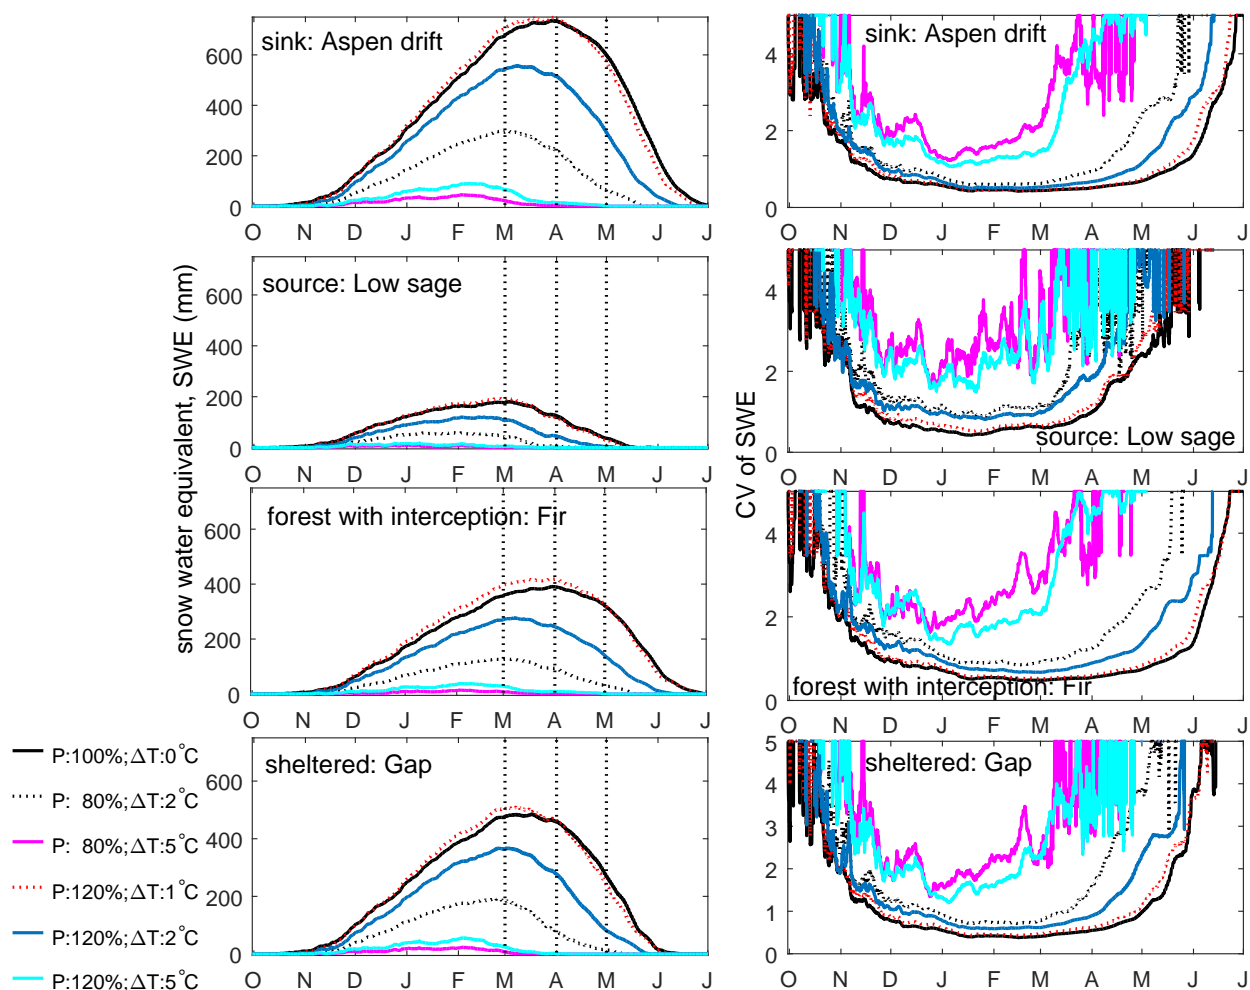 sink: Aspen drift
600
400
200
0
O N D J F M A M J J
sink: Aspen drift
4
2
0
O N D J F M A M J J
snow water equivalent, SWE (mm)
source: Low sage
600
400
200
0
O N D J F M A M J J
CV of SWE
source: Low sage
4
2
0
O N D J F M A M J J
forest with interception: Fir
600
400
200
0
O N D J F M A M J J
forest with interception: Fir
4
2
0
O N D J F M A M J J
sheltered: Gap
600
400
200
0
O N D J F M A M J J
sheltered: Gap
5
4
3
2
1
0
O N D J F M A M J J
P:100%;ΔT:0°C
P: 80%;ΔT:2°C
P: 80%;ΔT:5°C
P:120%;ΔT:1°C
P:120%;ΔT:2°C
P:120%;ΔT:5°C